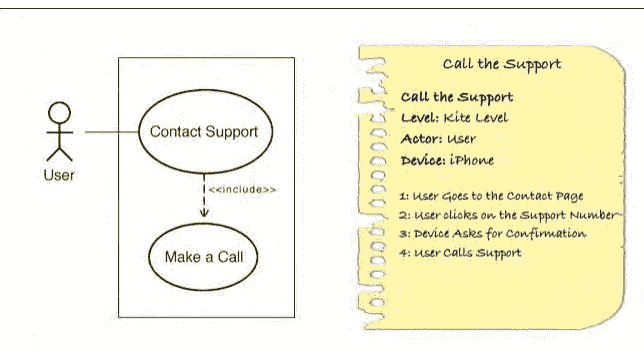 Contact Support
User
<<include>>
Make a Call
Call the Support
Call the Support
Level: Kite Level
Actor: User
Device: iPhone
1: User Goes to the Contact Page
2: User clicks on the Support Number
3: Device Asks for Confirmation
4: User Calls Support